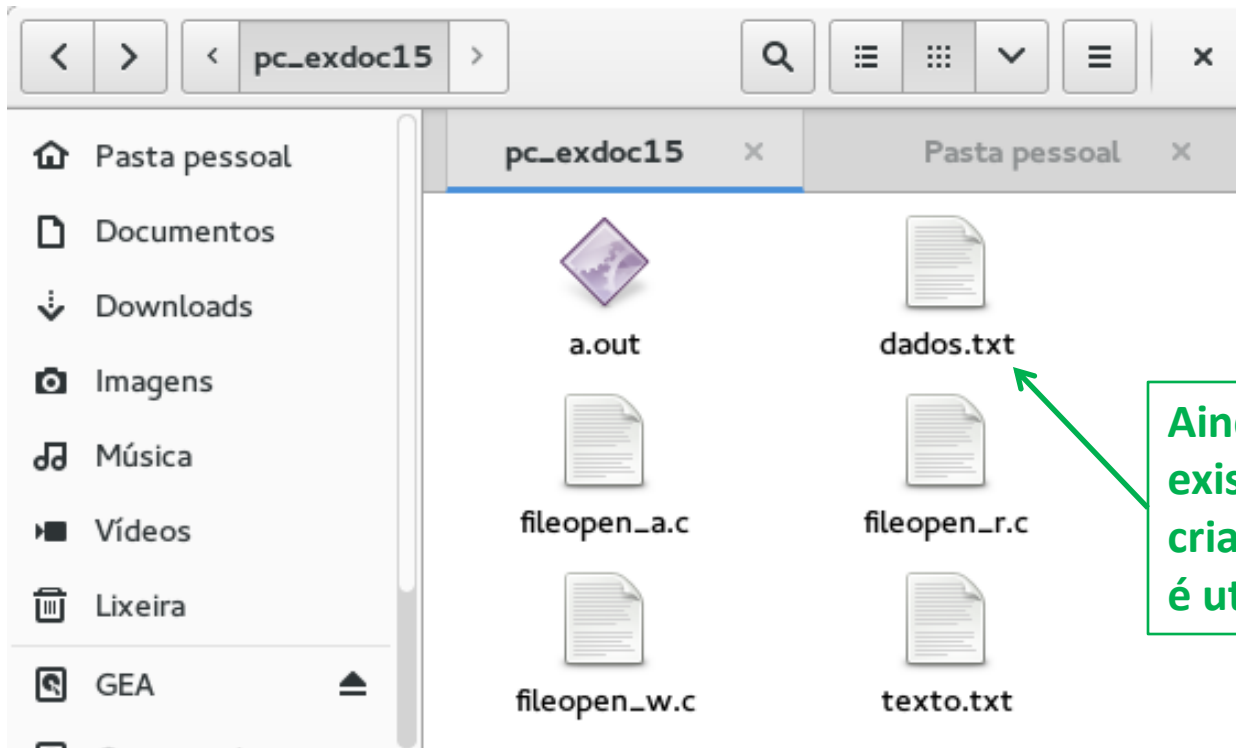 pc_exdoc15
pc_exdoc15
Pasta pessoal
Pasta pessoal
Documentos
Downloads
Imagens
Música
Vídeos
Lixeira
GEA
a.out
dados.txt
fileopen_a.c
fileopen_r.c
fileopen_w.c
texto.txt
é